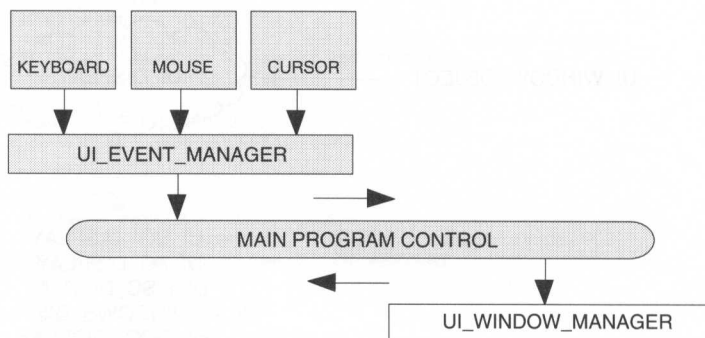 KEYBOARD
MOUSE
CURSOR
UI_EVENT_MANAGER
MAIN PROGRAM CONTROL
UI_WINDOW_MANAGER